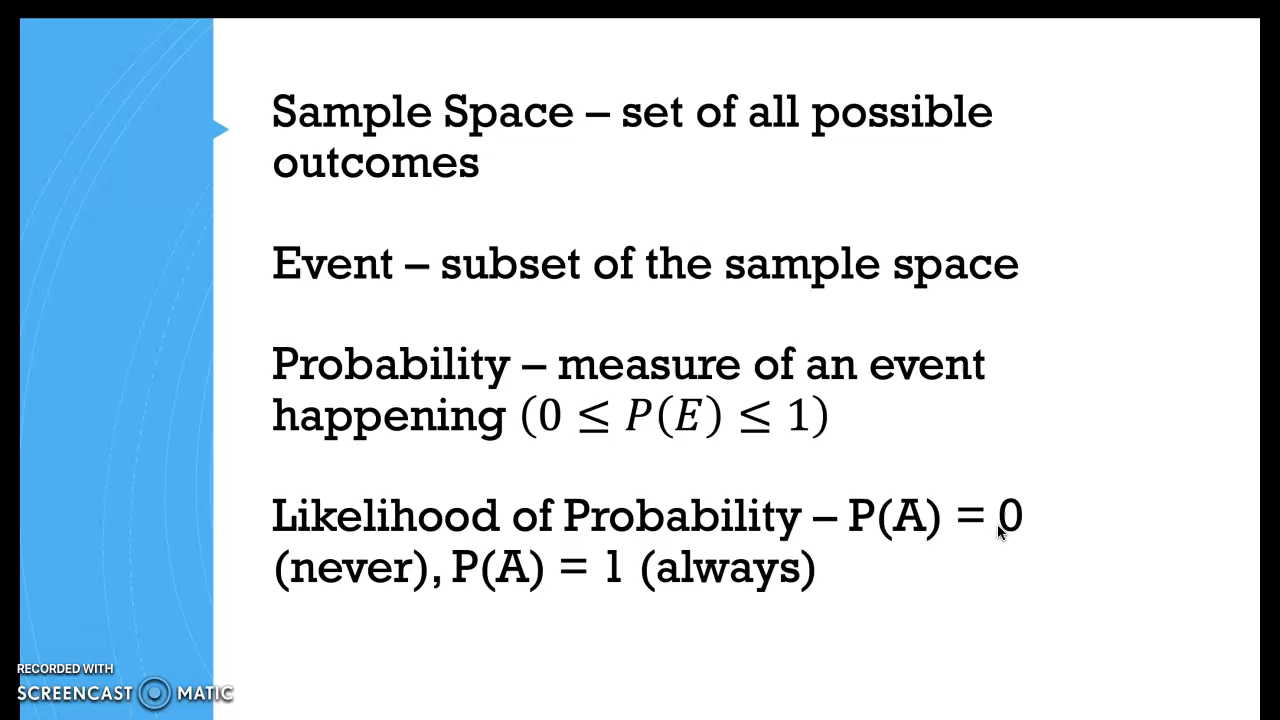 Sample Space – set of all possible
outcomes
Event – subset of the sample space
Probability – measure of an event
happening (0 ≤ P(E) ≤ 1)
Likelihood of Probability – P(A) = 0
(never), P(A) = 1 (always)
RECORDED WITH
SCREENCAST MATIC